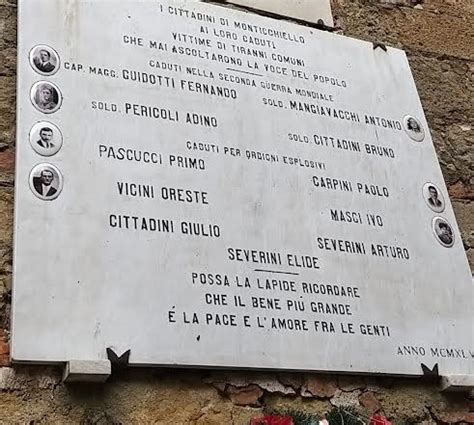 I CITTADINI DI MONTICCHIELLO
AI LORO CADUTI
VITTIME DI TIRANNI COMUNI
CHE MAI ASCOLTARONO LA VOCE DEL POPOLO
CADUTI NELLA SECONDA GUERRA MONDIALE
CAP. MAGG. GUIDOTTI FERNANDO
SOLD. MANGIAVACCHI ANTONIO
SOLD. PERICOLI ADINO
SOLD. CITTADINI BRUNO
CADUTI PER ORDIGNI ESPLOSIVI
PASCUCCI PRIMO
CARPINI PAOLO
VICINI ORESTE
MASCI IVO
CITTADINI GIULIO
SEVERINI ARTURO
SEVERINI ELIDE
POSSA LA LAPIDE RICORDARE
CHE IL BENE PIÙ GRANDE
É LA PACE E L'AMORE FRA LE GENTI
ANNO